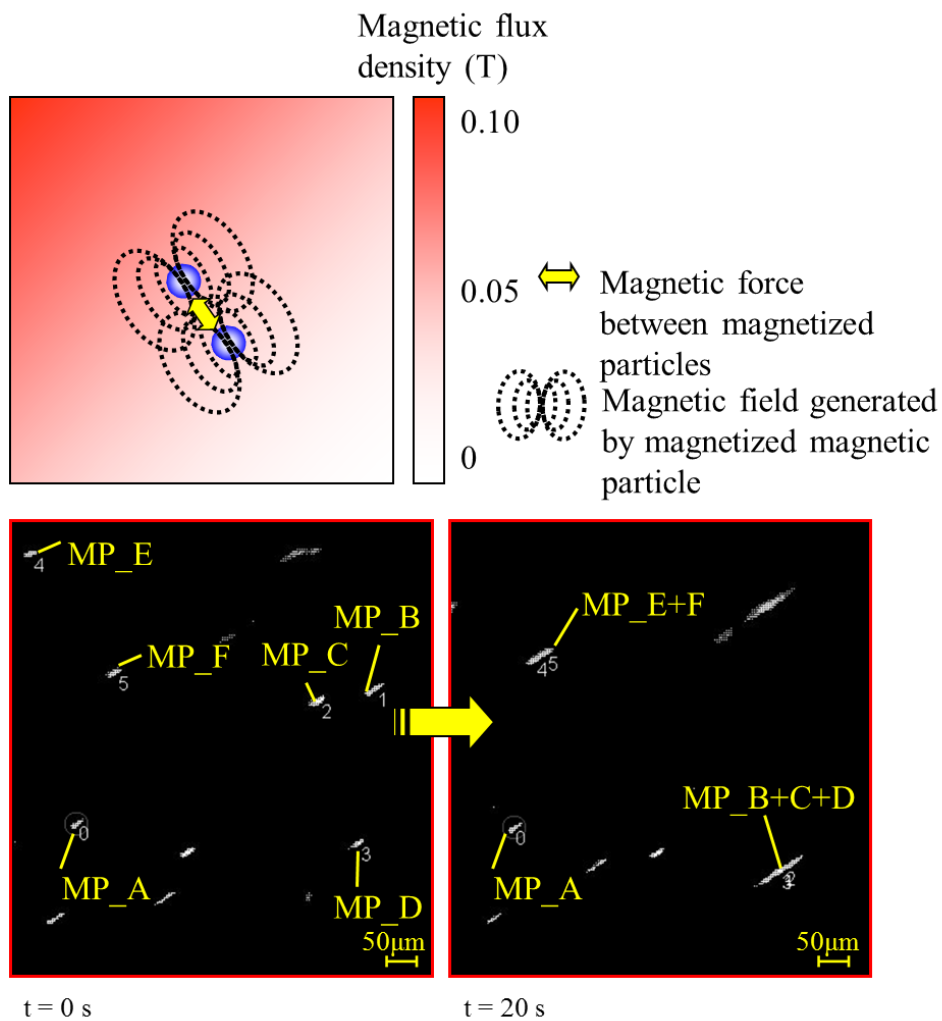 Magnetic flux
density (T)
0.10
0.05
0
Magnetic force
between magnetized
particles
Magnetic field generated
by magnetized magnetic
particle
MP_E
4
MP_B
MP_F
MP_C
5
1
2
0
3
MP_A
MP_D
50μm
t = 0 s
MP_E+F
45
MP_B+C+D
0
2
3
MP_A
50μm
t = 20 s